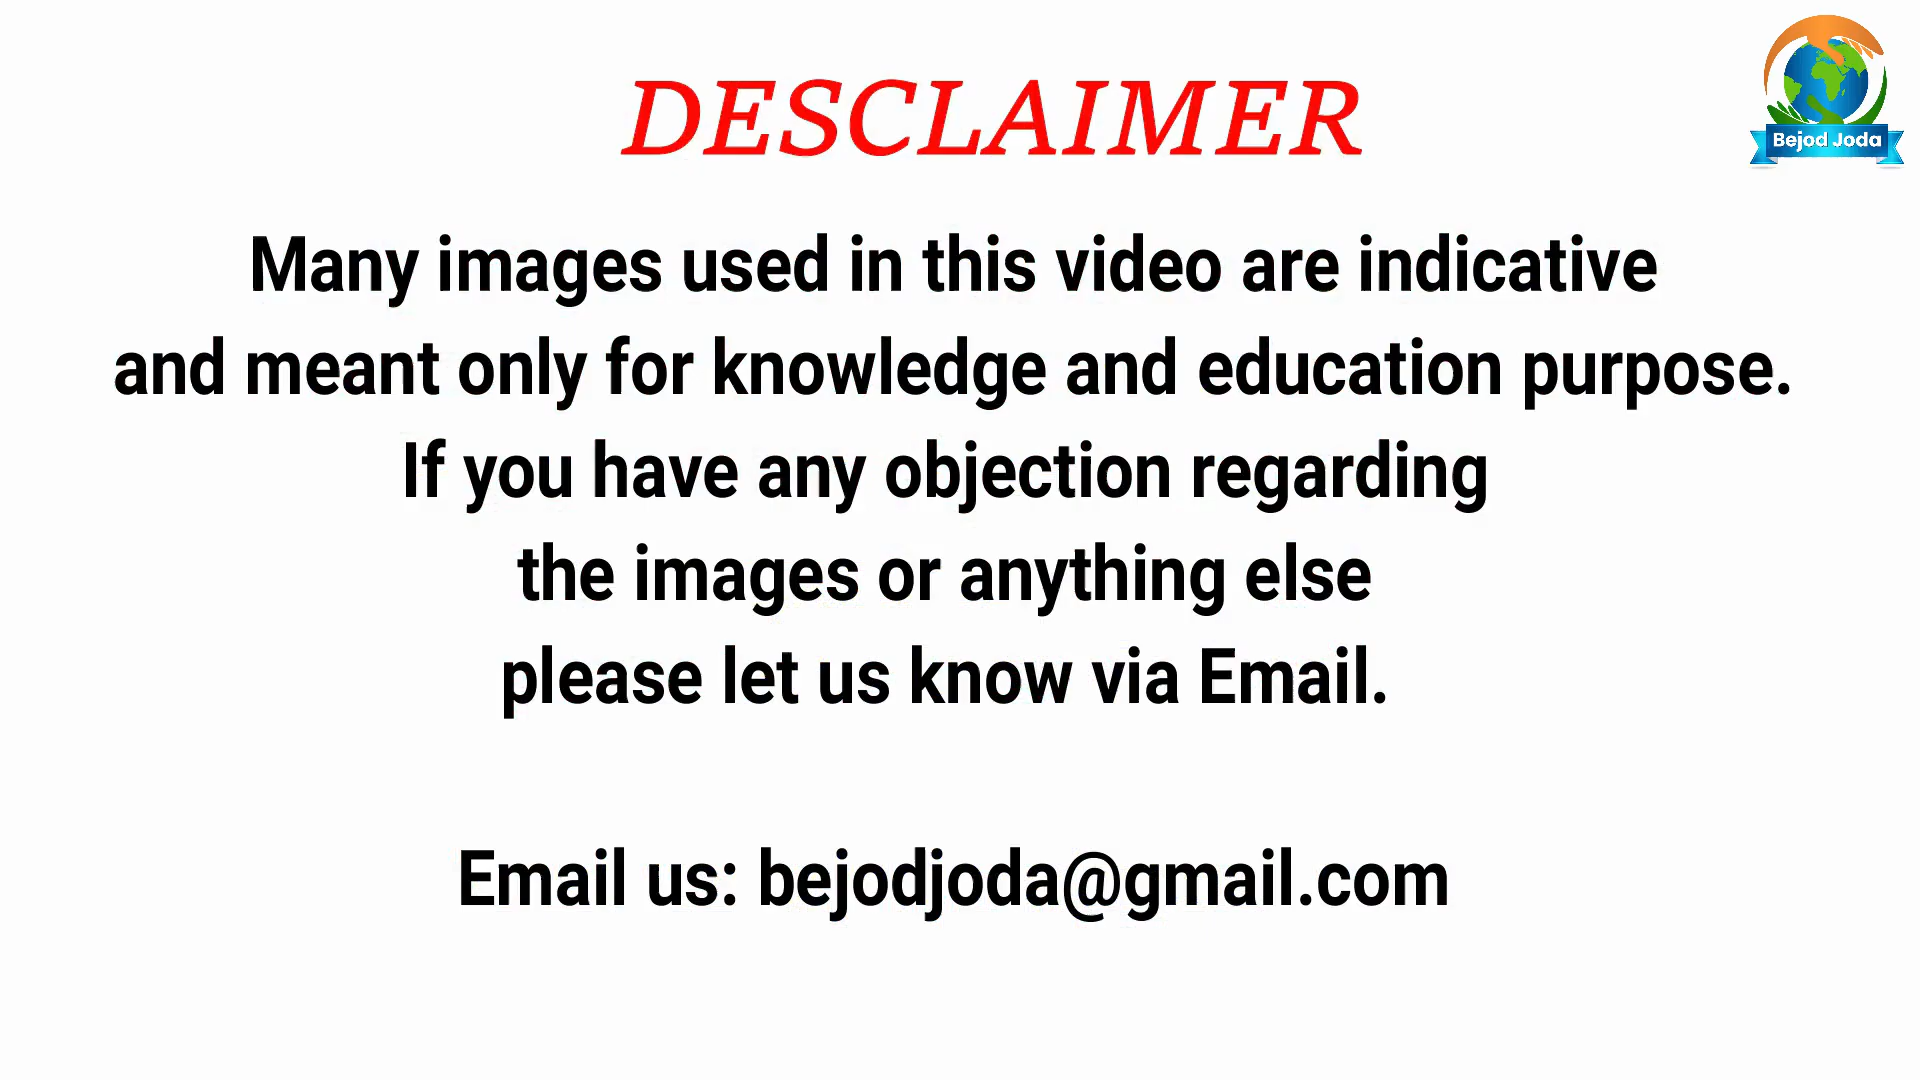 DESCLAIMER
Bejod Joda
Many images used in this video are indicative
and meant only for knowledge and education purpose.
If you have any objection regarding
the images or anything else
please let us know via Email.
Email us: bejodjoda@gmail.com